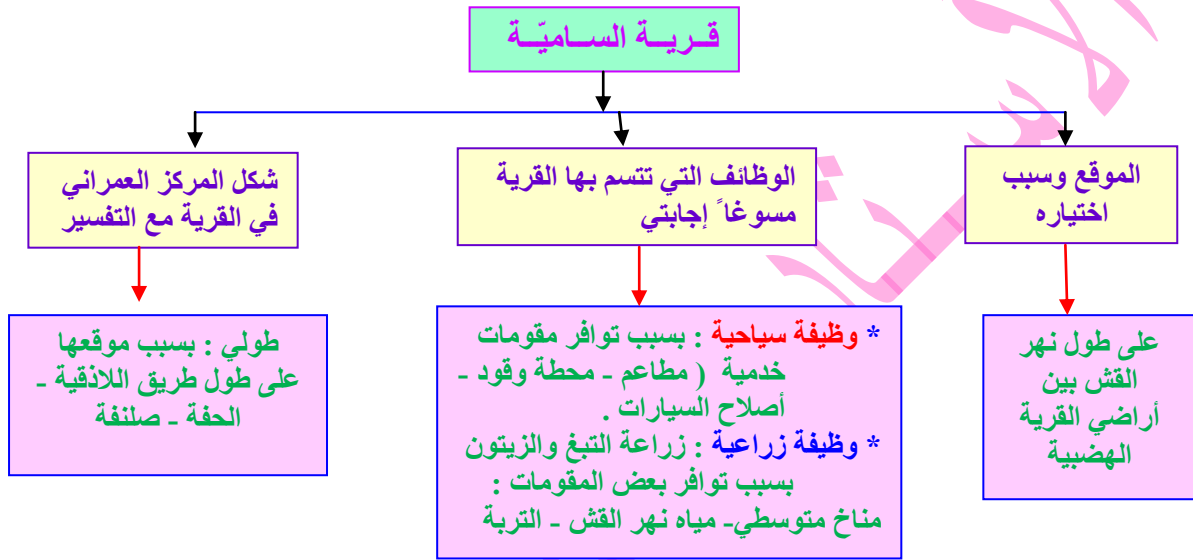 قــريــة الســاميّــة
الموقع وسبب
اختياره
الوظائف التي تتسم بها القرية
مسوغا ً إجابتي
شكل المركز العمراني
في القرية مع التفسير
على طول نهر
القش بين
أراضي القرية
الهضبية
* وظيفة سياحية : بسبب توافر مقومات
خدمية ( مطاعم - محطة وقود -
أصلاح السيارات .
* وظيفة زراعية : زراعة التبغ والزيتون
بسبب توافر بعض المقومات :
مناخ متوسطي- مياه نهر القش - التربة
طولي : بسبب موقعها
على طول طريق اللاذقية -
الحفة - صلنفة